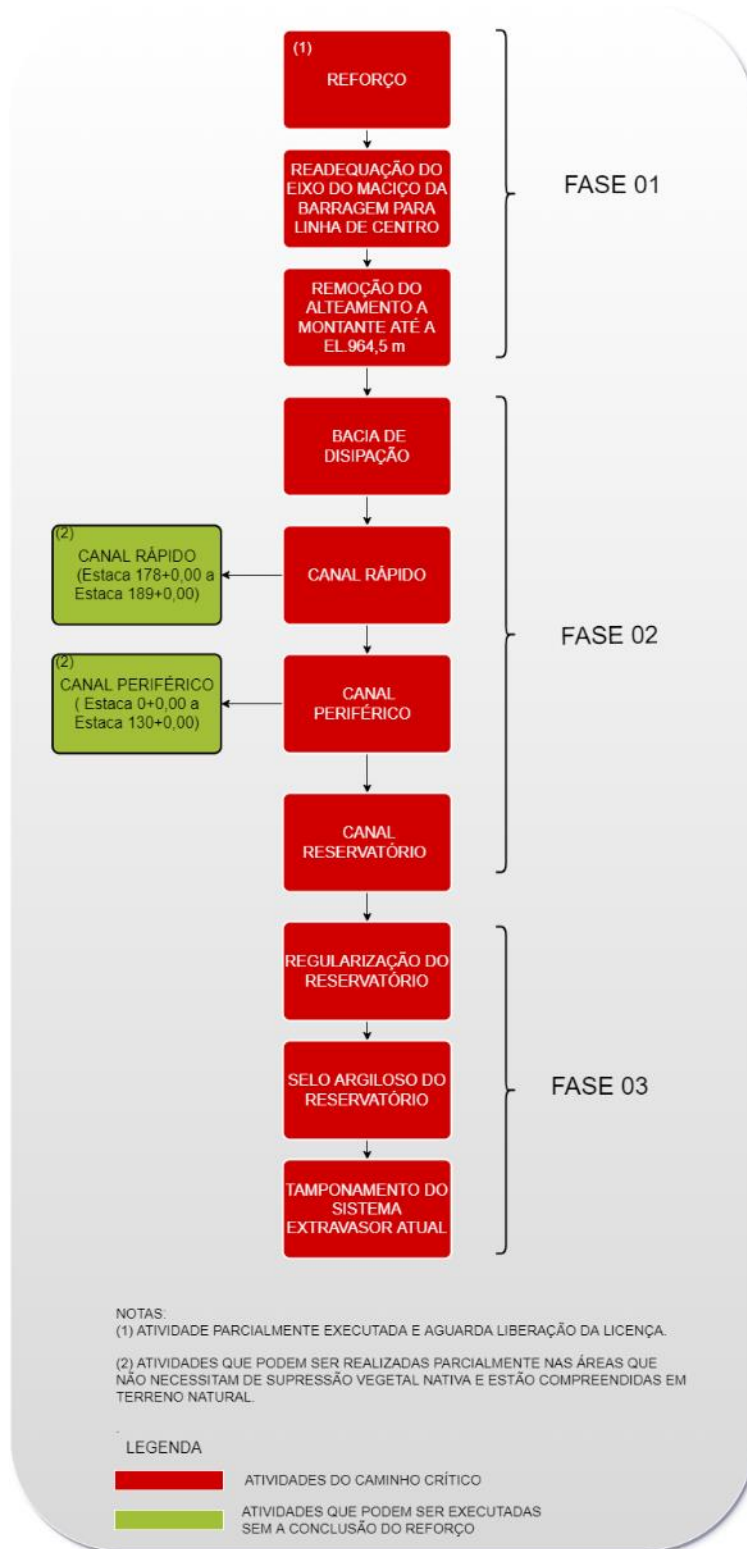 (1)
REFORÇO
READEQUAÇÃO DO
EIXO DO MACIÇO DA
BARRAGEM PARA
LINHA DE CENTRO
REMOÇÃO DO
ALTEAMENTO A
MONTANTE ATÉ A
EL.964,5 m
FASE 01
BACIA DE
DISIPAÇÃO
(2)
CANAL RÁPIDO
(Estaca 178+0,00 a
Estaca 189+0,00)
CANAL RÁPIDO
(2)
CANAL PERIFÉRICO
( Estaca 0+0,00 a
Estaca 130+0,00)
CANAL
PERIFÉRICO
CANAL
RESERVATÓRIO
FASE 02
REGULARIZAÇÃO DO
RESERVATÓRIO
SELO ARGILOSO DO
RESERVATÓRIO
TAMPONAMENTO DO
SISTEMA
EXTRAVASOR ATUAL
FASE 03
NOTAS:
(1) ATIVIDADE PARCIALMENTE EXECUTADA E AGUARDA LIBERAÇÃO DA LICENÇA.
(2) ATIVIDADES QUE PODEM SER REALIZADAS PARCIALMENTE NAS ÁREAS QUE
NÃO NECESSITAM DE SUPRESSÃO VEGETAL NATIVA E ESTÃO COMPREENDIDAS EM
TERRENO NATURAL.
.
LEGENDA
ATIVIDADES DO CAMINHO CRÍTICO
ATIVIDADES QUE PODEM SER EXECUTADAS
SEM A CONCLUSÃO DO REFORÇO